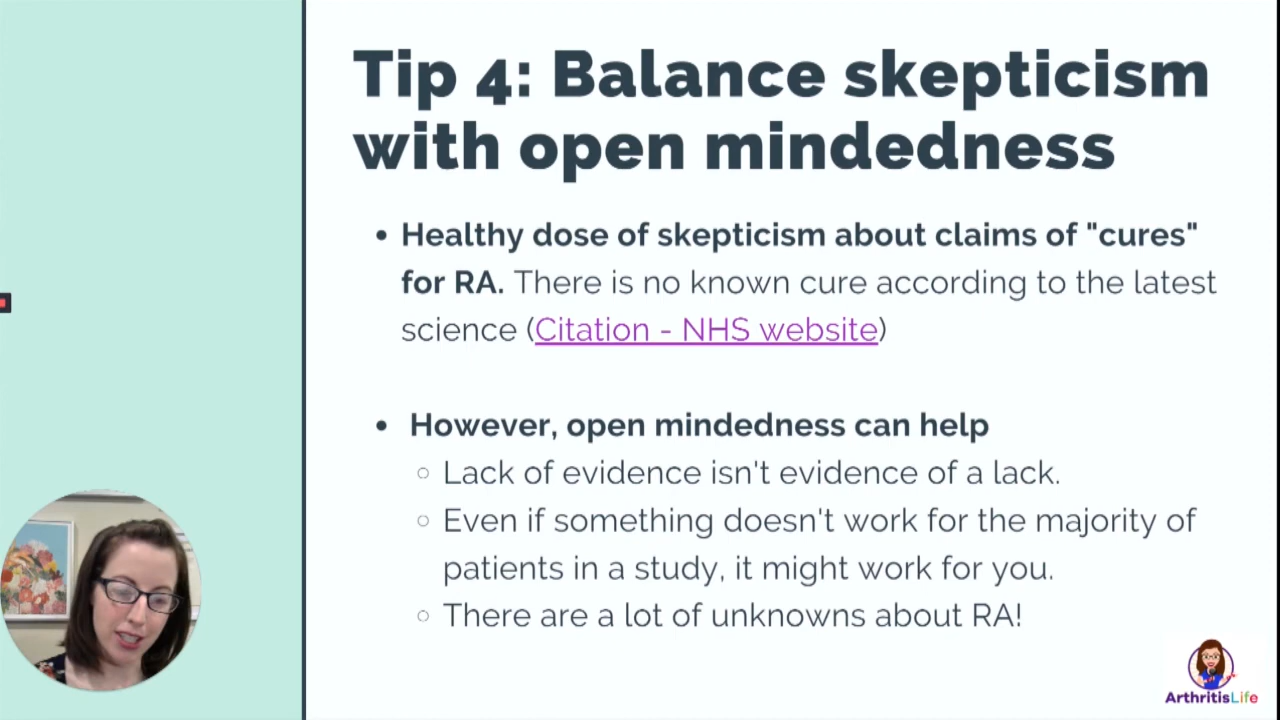 Tip 4: Balance skepticism
with open mindedness
• Healthy dose of skepticism about claims of "cures"
for RA. There is no known cure according to the latest
science (Citation - NHS website)
• However, open mindedness can help
○ Lack of evidence isn't evidence of a lack.
○ Even if something doesn't work for the majority of
patients in a study, it might work for you.
○ There are a lot of unknowns about RA!
ArthritisLife